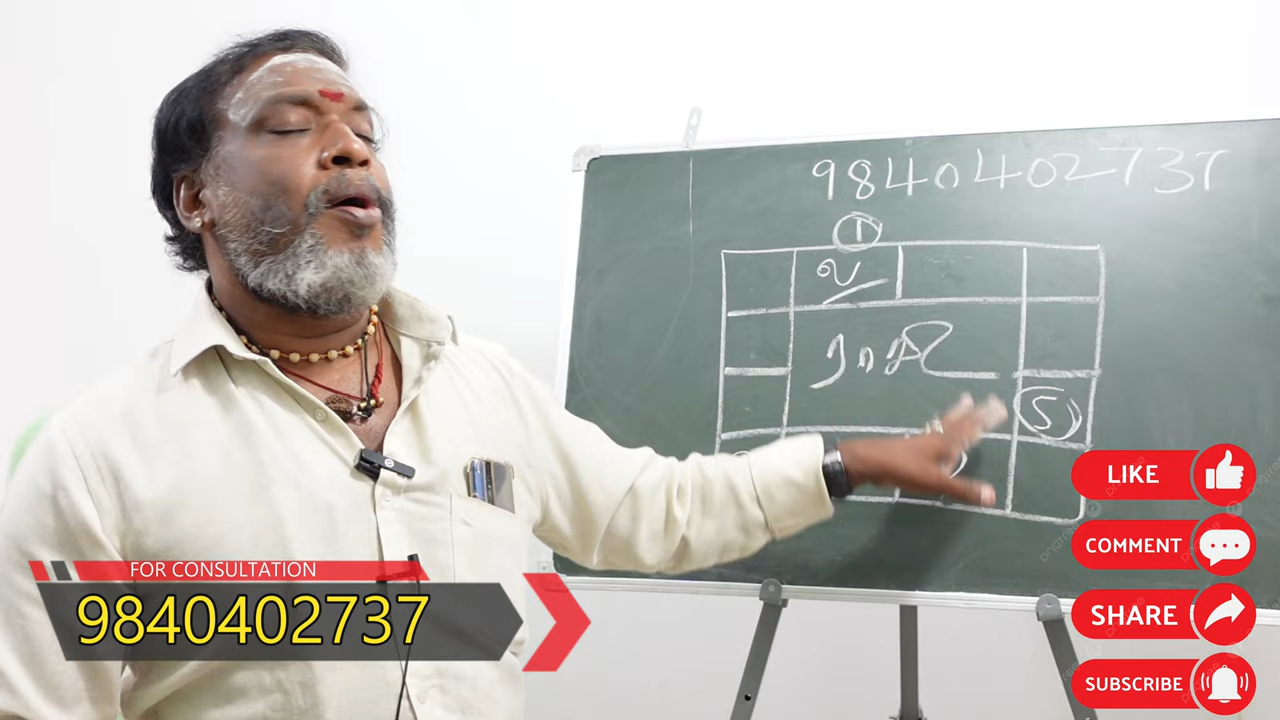 9840402737
1
ல
ராசி
5
FOR CONSULTATION
9840402737
LIKE
COMMENT
SHARE
SUBSCRIBE